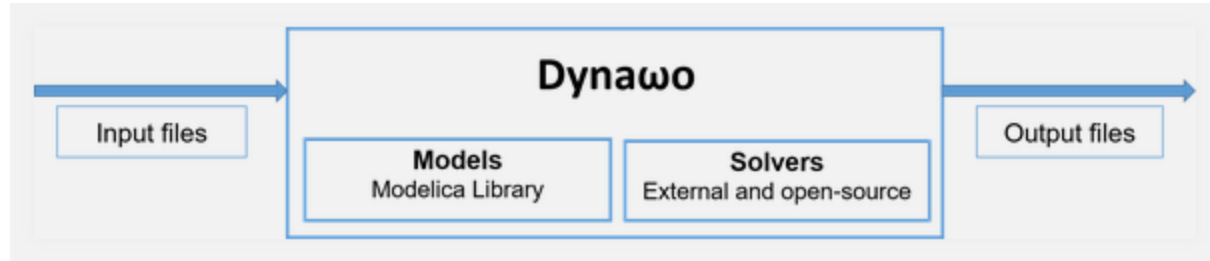 Dynaωo
Input files
Output files
Models
Modelica Library
Solvers
External and open-source